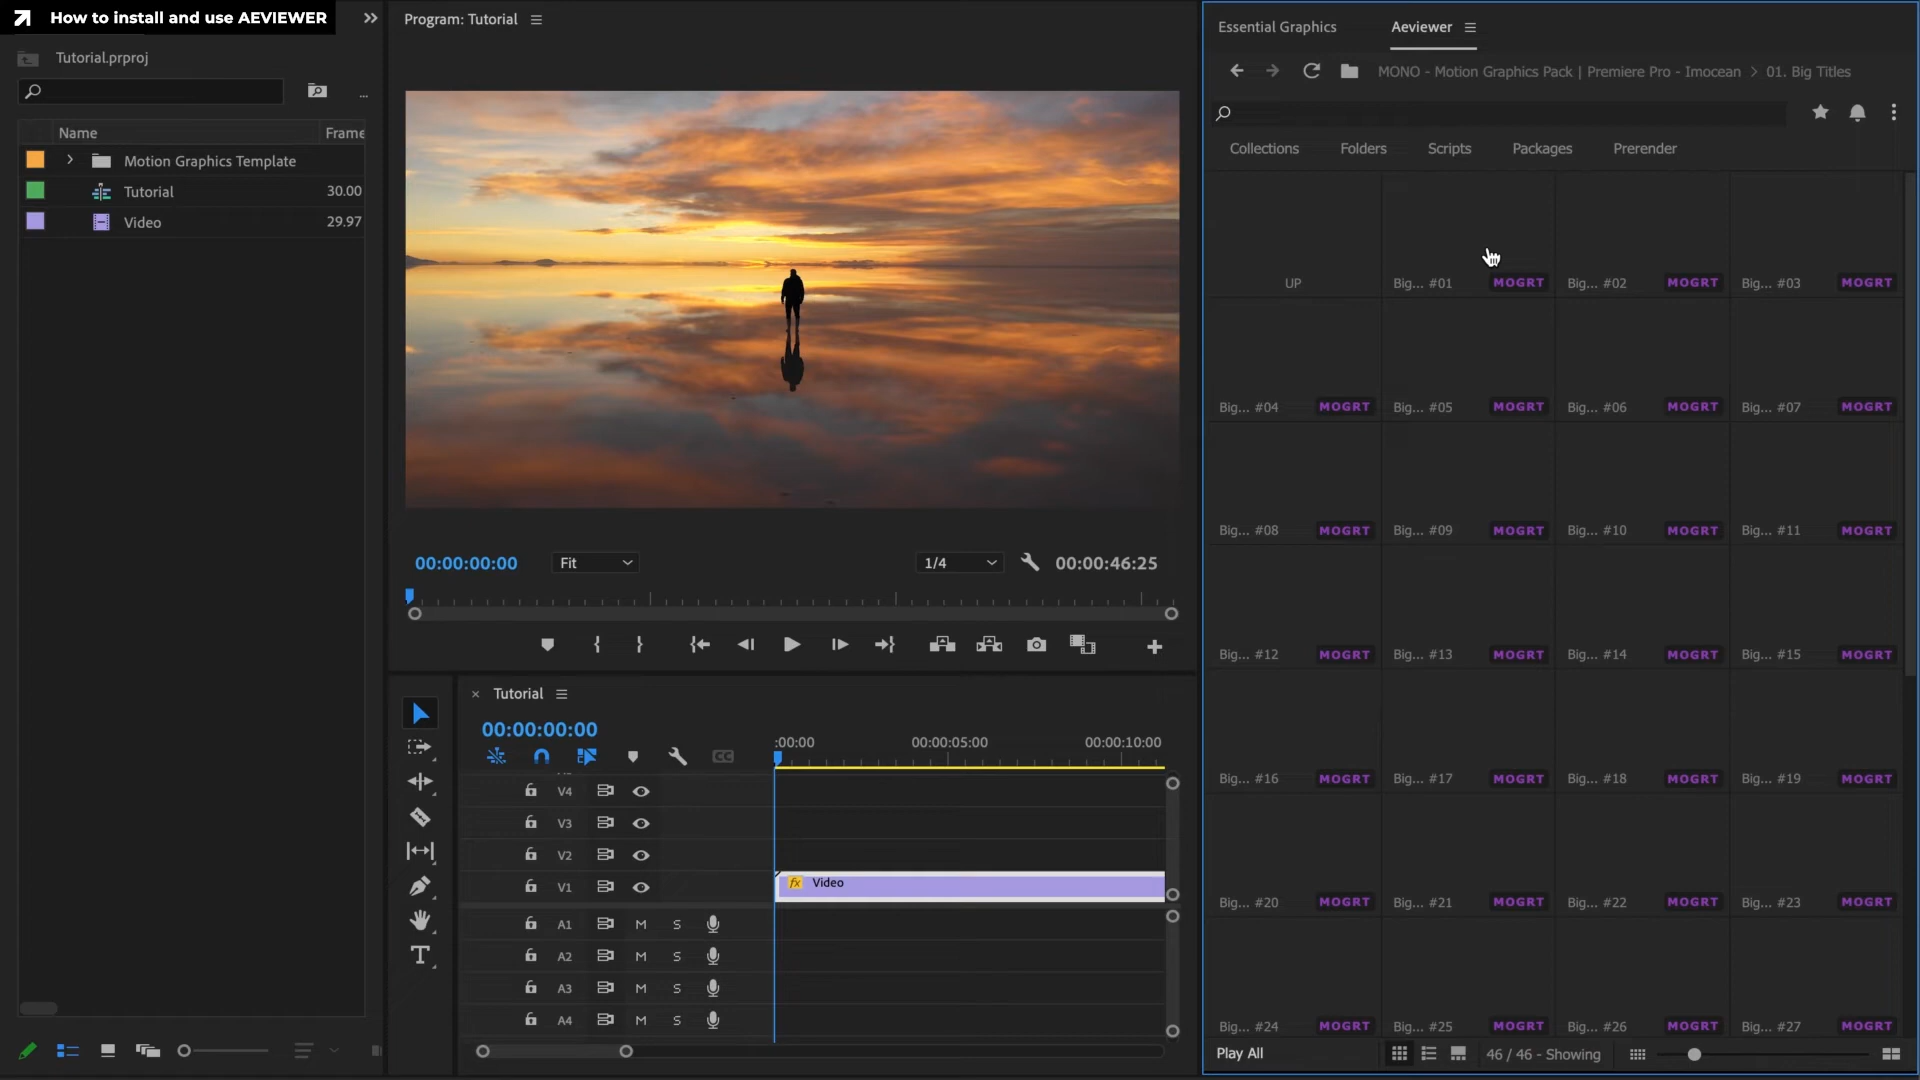 How to install and use AEVIEWER
Tutorial.prproj
...
Name Frame
Motion Graphics Template
Tutorial 30.00
Video 29.97
Program: Tutorial
00:00:00:00 Fit 1/4 00:00:46:25
Tutorial
00:00:00:00
:00:00 00:00:05:00 00:00:10:00
CC
V4
V3
V2
V1 fx Video
A1 M S
A2 M S
A3 M S
A4 M S
T
Essential Graphics Aeviewer
MONO - Motion Graphics Pack | Premiere Pro - Imocean > 01. Big Titles
Collections Folders Scripts Packages Prerender
UP Big... #01 MOGRT Big... #02 MOGRT Big... #03 MOGRT
Big... #04 MOGRT Big... #05 MOGRT Big... #06 MOGRT Big... #07 MOGRT
Big... #08 MOGRT Big... #09 MOGRT Big... #10 MOGRT Big... #11 MOGRT
Big... #12 MOGRT Big... #13 MOGRT Big... #14 MOGRT Big... #15 MOGRT
Big... #16 MOGRT Big... #17 MOGRT Big... #18 MOGRT Big... #19 MOGRT
Big... #20 MOGRT Big... #21 MOGRT Big... #22 MOGRT Big... #23 MOGRT
Big... #24 MOGRT Big... #25 MOGRT Big... #26 MOGRT Big... #27 MOGRT
Play All 46 / 46 - Showing